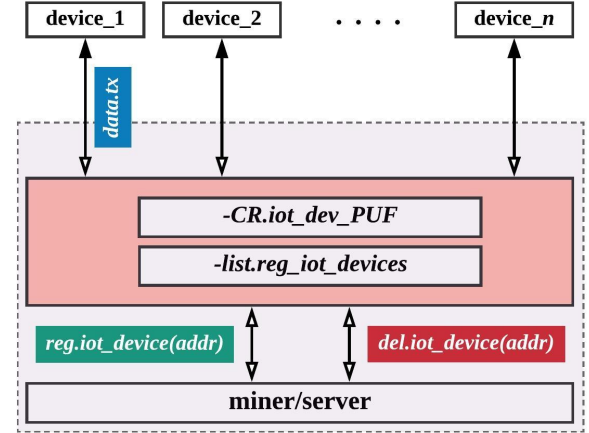 device_1 device_2 . . . . device_n
data.tx
-CR.iot_dev_PUF
-list.reg_iot_devices
reg.iot_device(addr) del.iot_device(addr)
miner/server